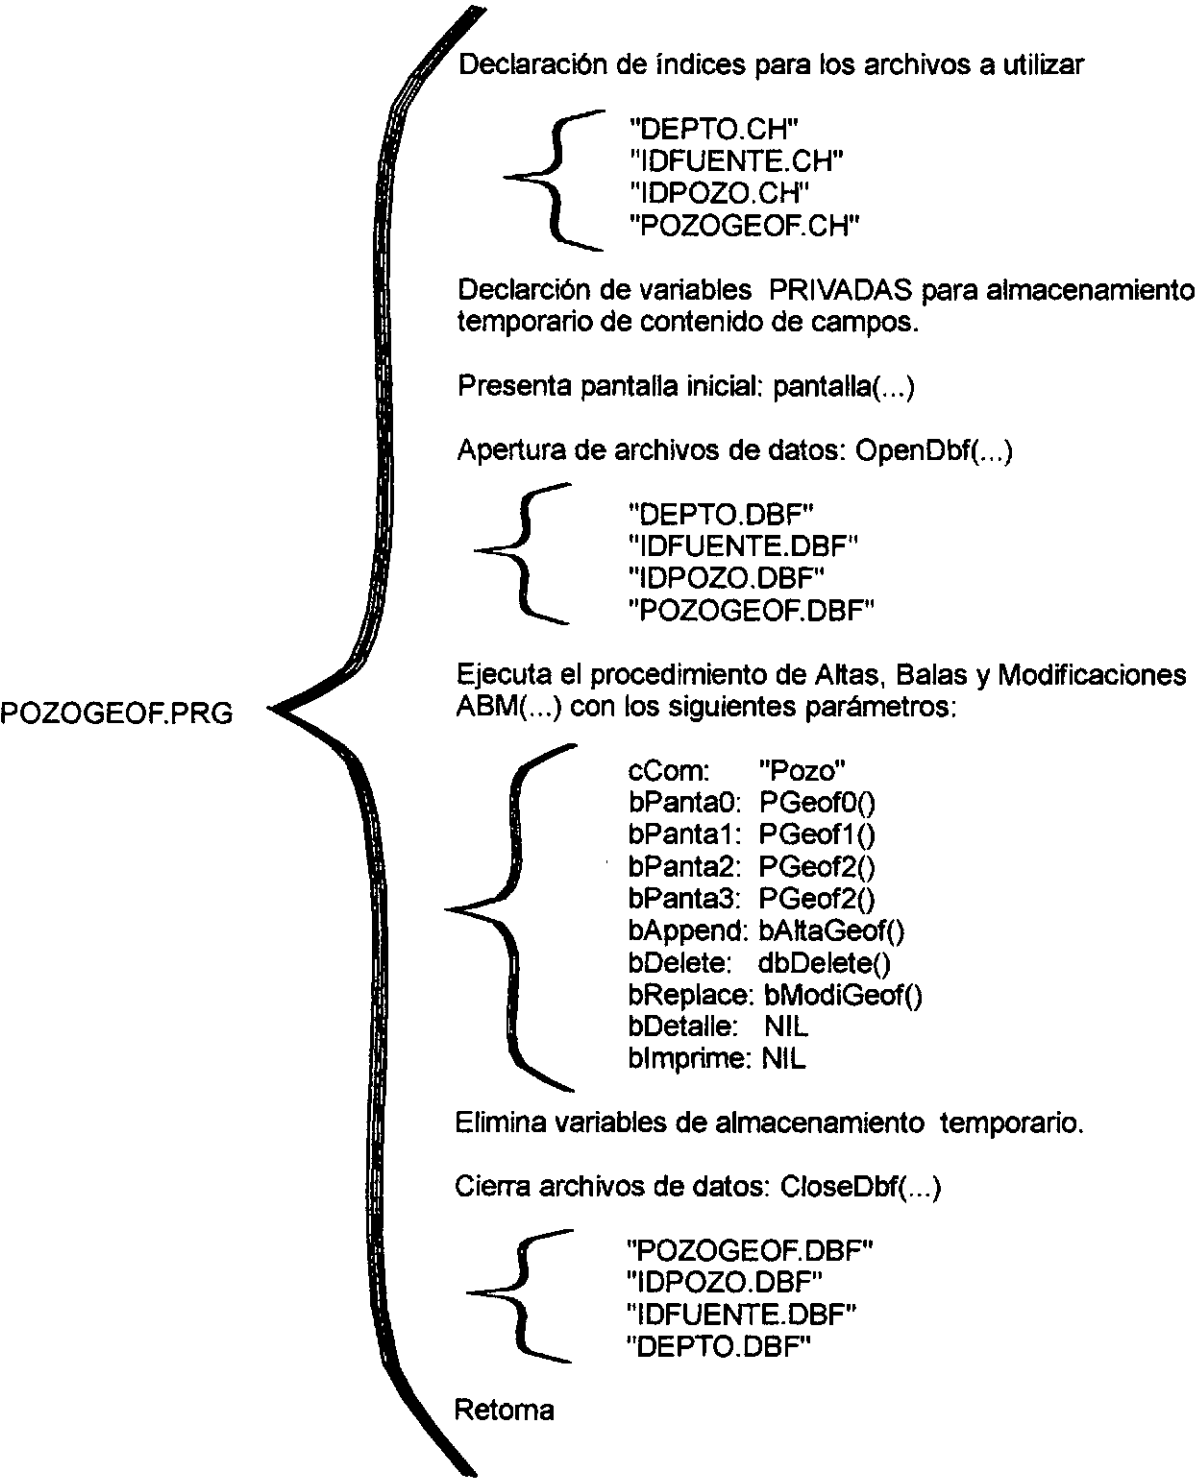 Declaración de índices para los archivos a utilizar
"DEPTO.CH"
"IDFUENTE.CH"
"IDPOZO.CH"
"POZOGEOF.CH"
Declarción de variables PRIVADAS para almacenamiento
temporario de contenido de campos.
Presenta pantalla inicial: pantalla(...)
Apertura de archivos de datos: OpenDbf(...)
"DEPTO.DBF"
"IDFUENTE.DBF"
"IDPOZO.DBF"
"POZOGEOF.DBF"
Ejecuta el procedimiento de Altas, Balas y Modificaciones
ABM(...) con los siguientes parámetros:
POZOGEOF.PRG
cCom: "Pozo"
bPanta0: PGeof0()
bPanta1: PGeof1()
bPanta2: PGeof2()
bPanta3: PGeof2()
bAppend: bAltaGeof()
bDelete: dbDelete()
bReplace: bModiGeof()
bDetalle: NIL
bImprime: NIL
Elimina variables de almacenamiento temporario.
Cierra archivos de datos: CloseDbf(...)
"POZOGEOF.DBF"
"IDPOZO.DBF"
"IDFUENTE.DBF"
"DEPTO.DBF"
Retorna